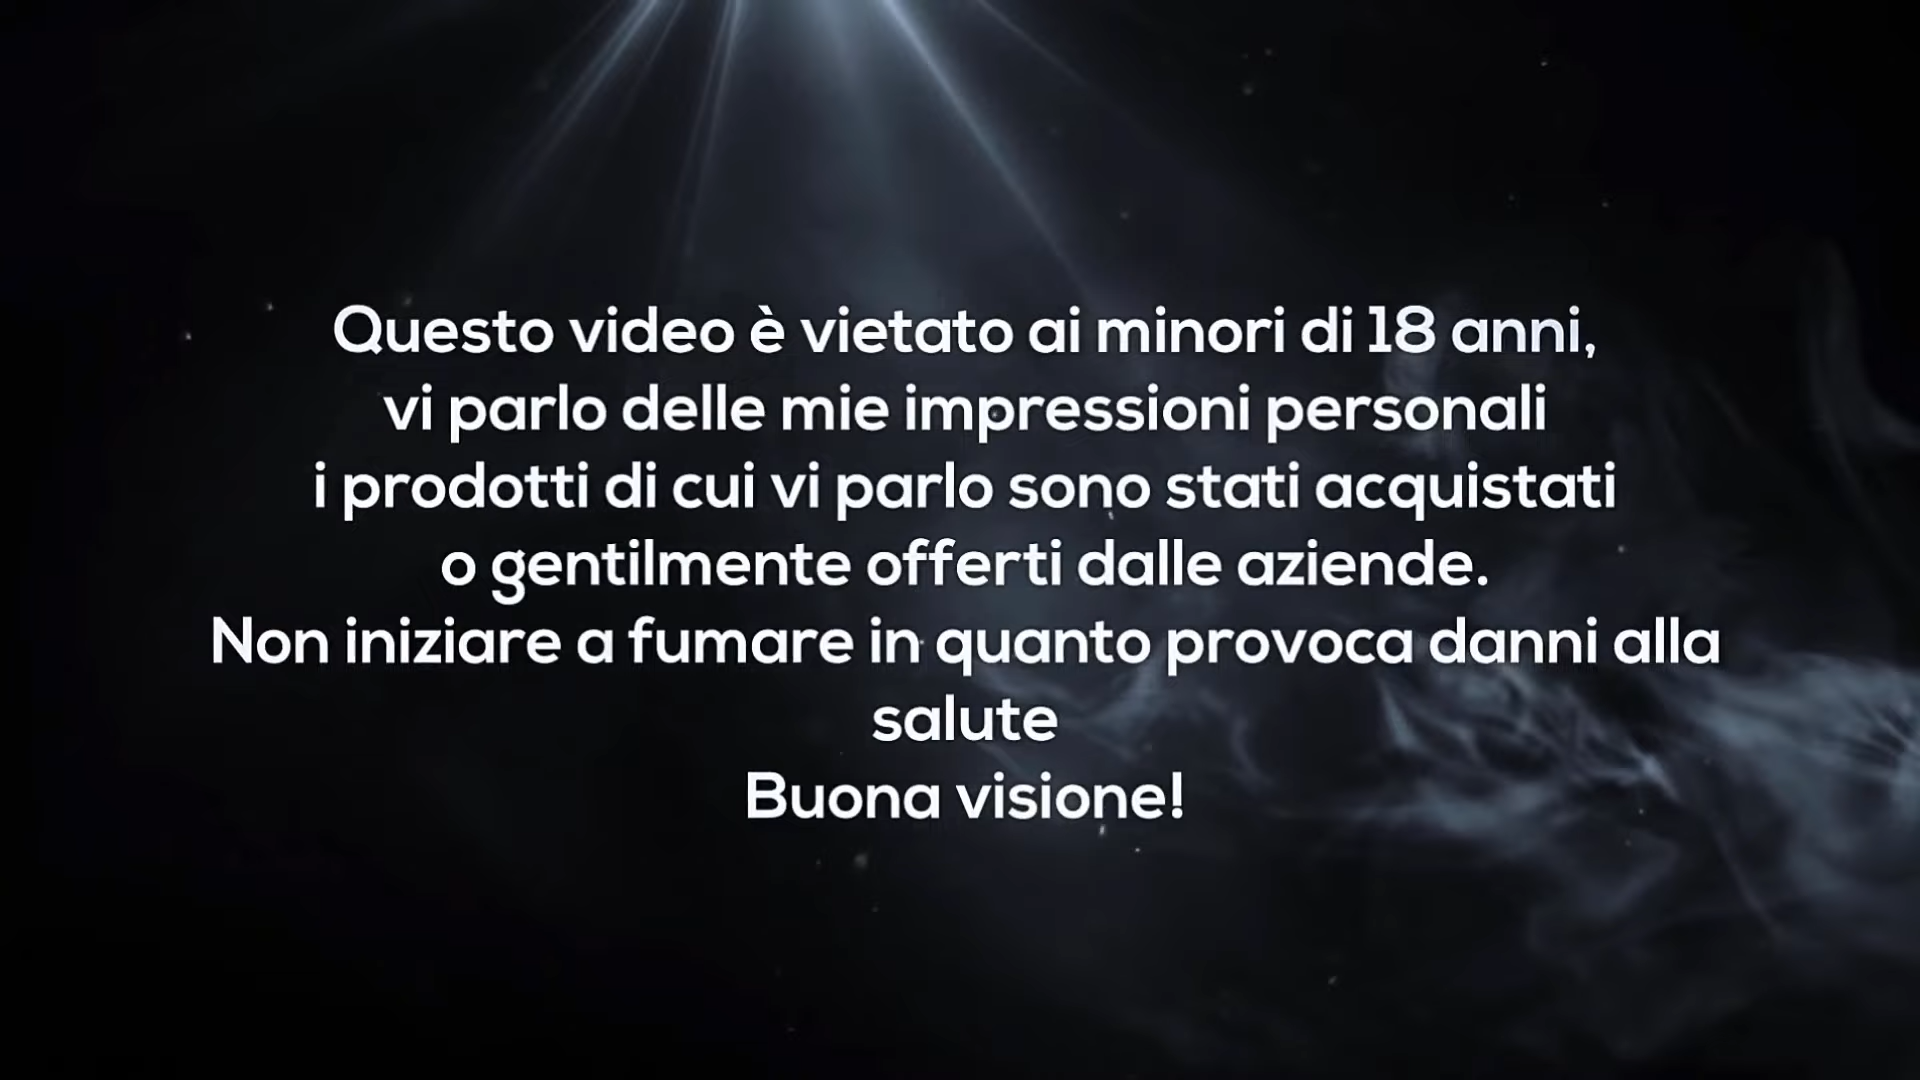 Questo video è vietato ai minori di 18 anni,
vi parlo delle mie impressioni personali
i prodotti di cui vi parlo sono stati acquistati
o gentilmente offerti dalle aziende.
Non iniziare a fumare in quanto provoca danni alla
salute
Buona visione!